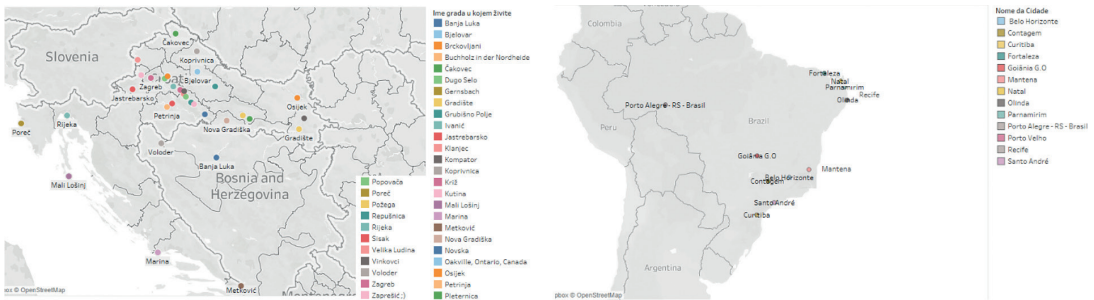 Slovenia
Čakovec
Koprivnica
Bjelovar
Zagreb
Jastrebarsko
Petrinja
Osijek
Gradište
Nova Gradiška
Poreč
Rijeka
Voloder
Banja Luka
Bosnia and
Herzegovina
Mali Lošinj
Marina
Metković
© OpenStreetMap
Popovača
Poreč
Požega
Repušnica
Rijeka
Sisak
Velika Ludina
Vinkovci
Voloder
Zagreb
Zaprešić ;)
Ime grada u kojem živite
Banja Luka
Bjelovar
Brckovljani
Buchholz in der Nordheide
Čakovec
Dugo Selo
Gernsbach
Gradište
Grubišno Polje
Ivanić
Jastrebarsko
Klanjec
Kompator
Koprivnica
Križ
Kutina
Mali Lošinj
Marina
Metković
Nova Gradiška
Novska
Oakville, Ontario, Canada
Osijek
Petrinja
Pleternica
Colombia
Peru
Brazil
Argentina
Fortaleza
Natal
Parnamirim
Recife
Olinda
Porto Alegre - RS - Brasil
Goiânia G.O
Mantena
Belo Horizonte
Contagem
Santo André
Curitiba
© OpenStreetMap
Nome da Cidade
Belo Horizonte
Contagem
Curitiba
Fortaleza
Goiânia G.O
Mantena
Natal
Olinda
Parnamirim
Porto Alegre - RS - Brasil
Porto Velho
Recife
Santo André